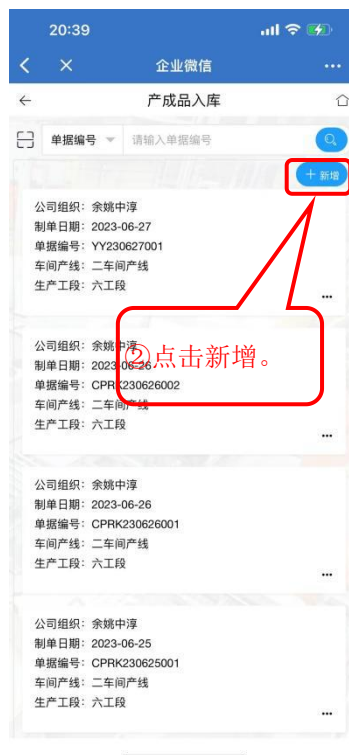 20:39
企业微信
产成品入库
单据编号 请输入单据编号
+ 新增
公司组织：余姚中淳
制单日期：2023-06-27
单据编号：YY230627001
车间产线：二车间产线
生产工段：六工段
②点击新增。
公司组织：余姚中淳
制单日期：2023-06-26
单据编号：CPRK230626002
车间产线：二车间产线
生产工段：六工段
公司组织：余姚中淳
制单日期：2023-06-26
单据编号：CPRK230626001
车间产线：二车间产线
生产工段：六工段
公司组织：余姚中淳
制单日期：2023-06-25
单据编号：CPRK230625001
车间产线：二车间产线
生产工段：六工段